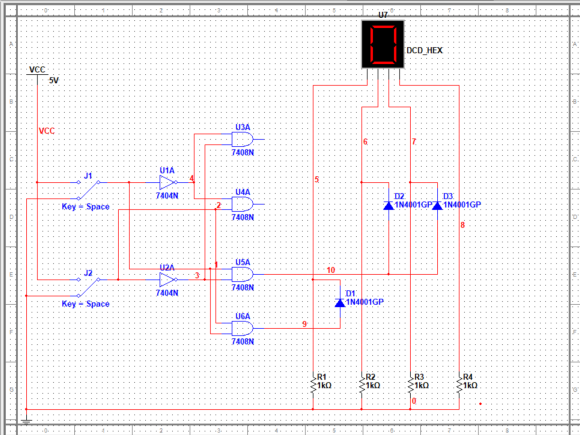 U7
DCD_HEX
VCC
5V
VCC
6
7
U3A
7408N
J1
Key = Space
U1A
7404N
4
5
U4A
7408N
2
D2
1N4001GP
D3
1N4001GP
8
J2
Key = Space
U2A
7404N
3
1
U5A
7408N
10
D1
1N4001GP
U6A
7408N
9
R1
1kΩ
R2
1kΩ
R3
1kΩ
R4
1kΩ
0